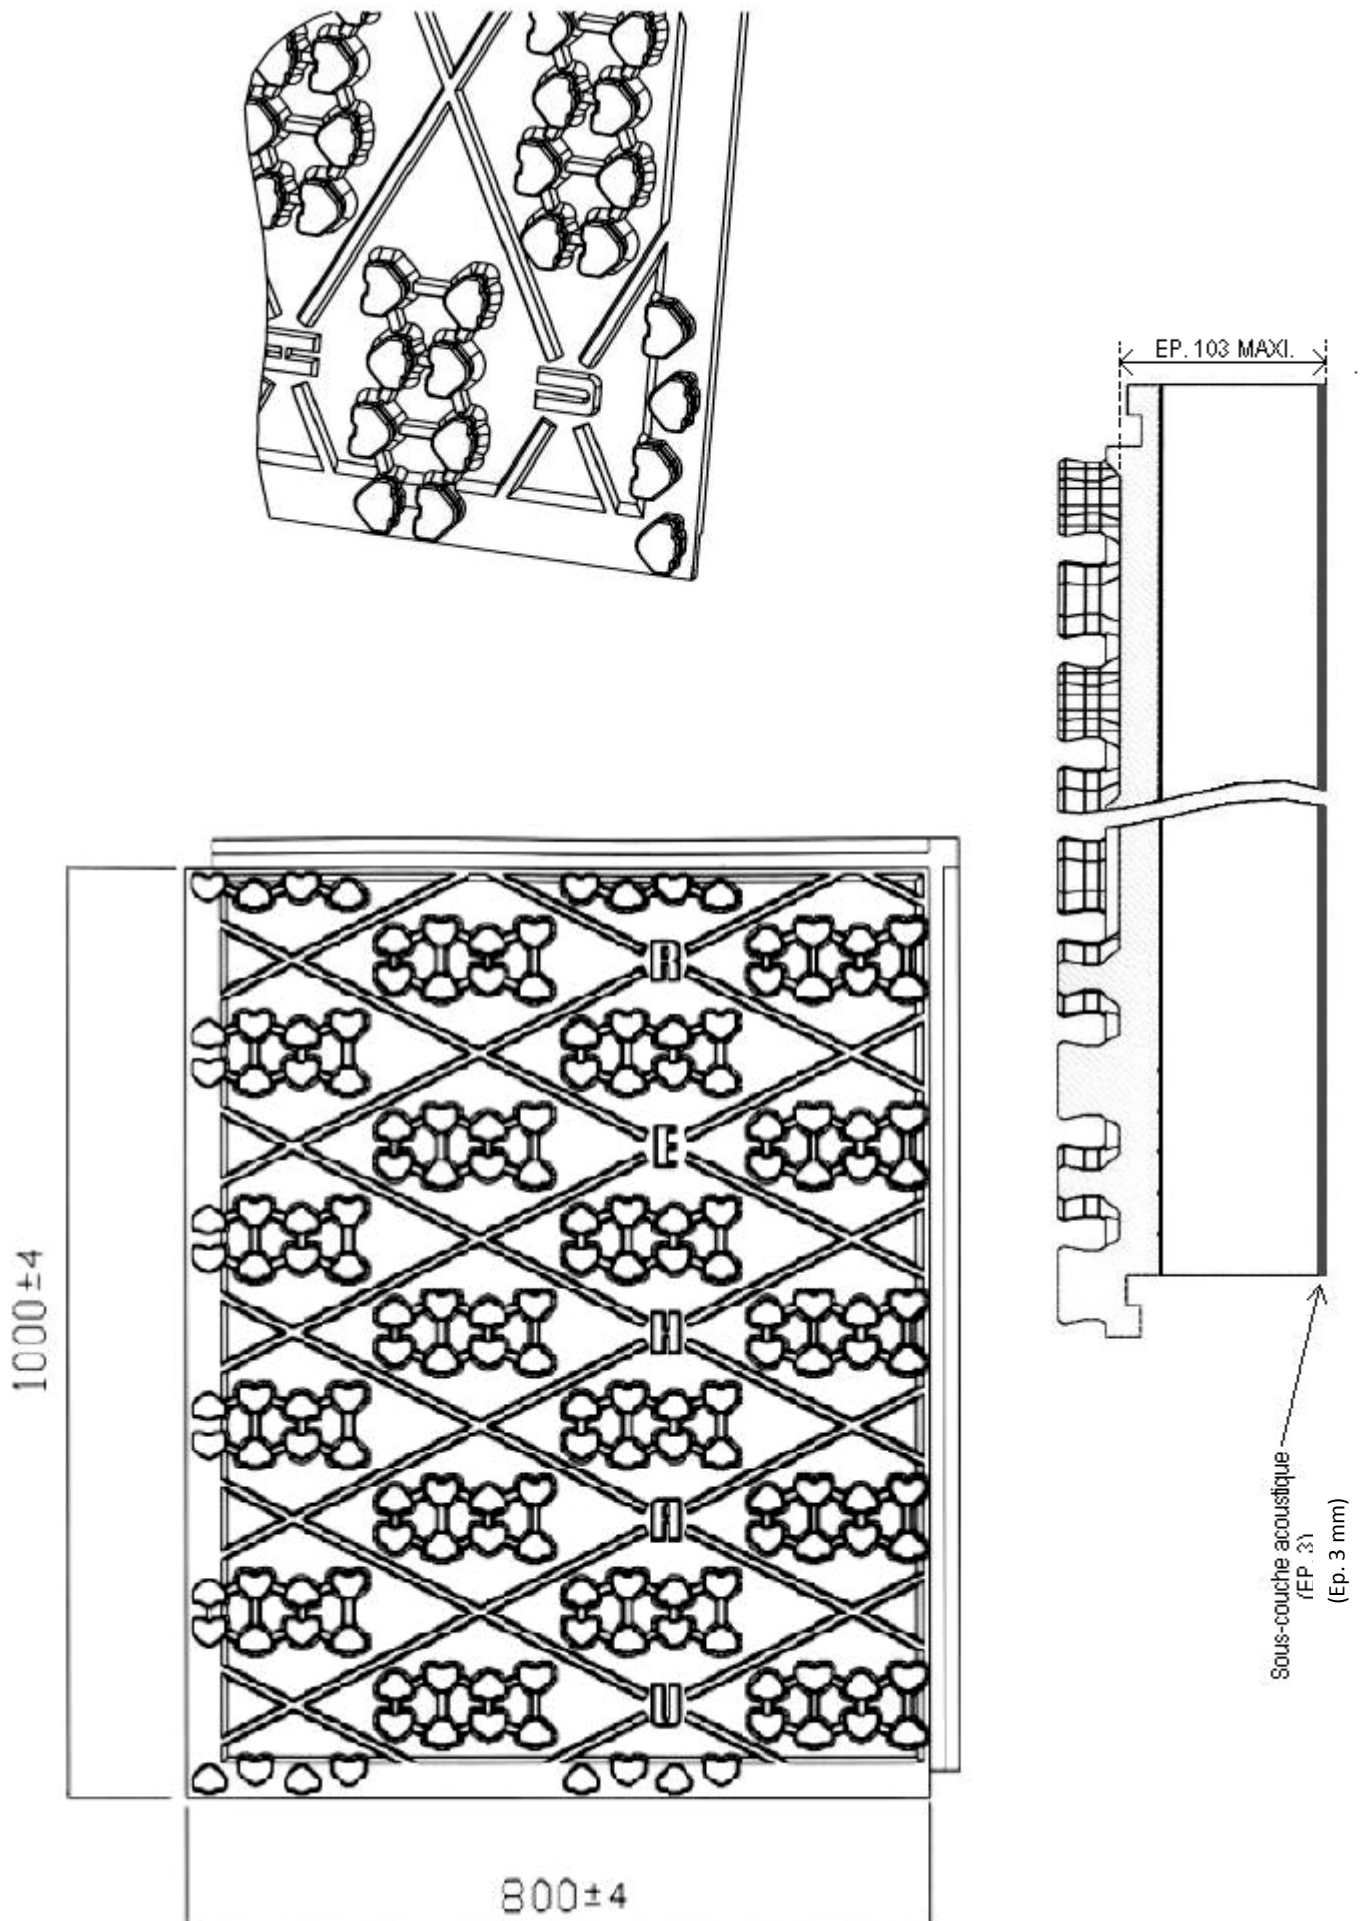 EP. 103 MAXI.
R
E
H
A
U
1000±4
800±4
Sous-couche acoustique
(EP. 3)
(Ep. 3 mm)
H
U